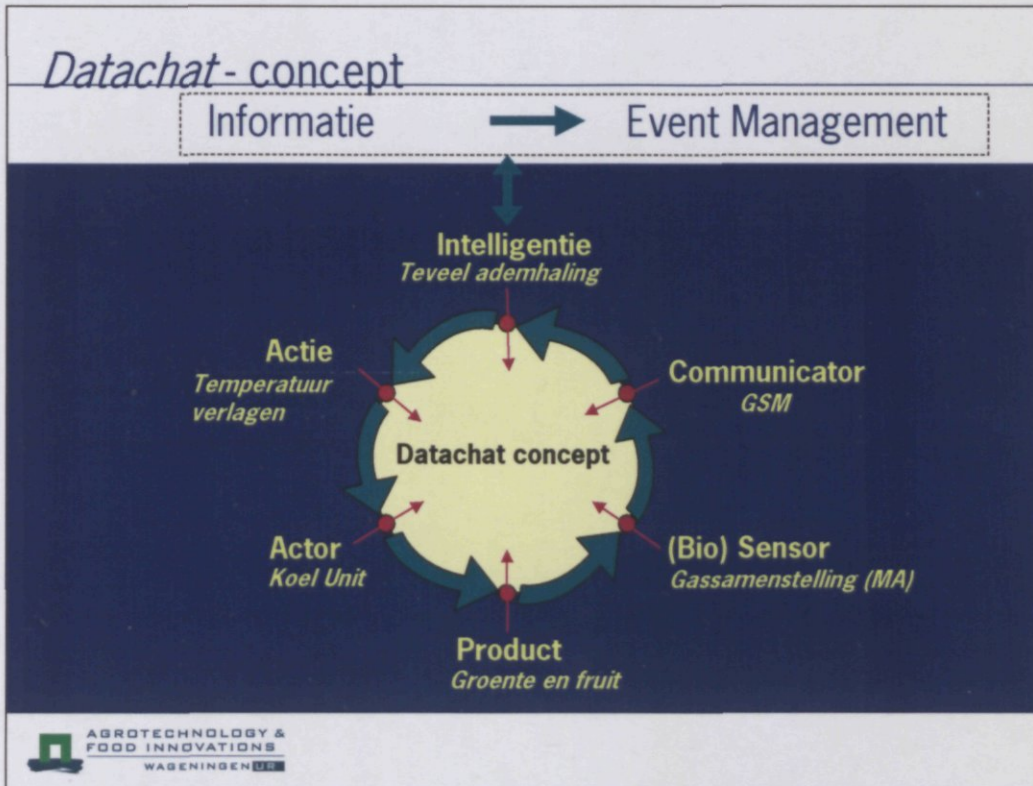 Datachat - concept
Informatie Event Management
Intelligentie
Teveel ademhaling
Actie
Temperatuur
verlagen
Communicator
GSM
Datachat concept
Actor
Koel Unit
(Bio) Sensor
Gassamenstelling (MA)
Product
Groente en fruit
AGROTECHNOLOGY &
FOOD INNOVATIONS
WAGENINGEN UR